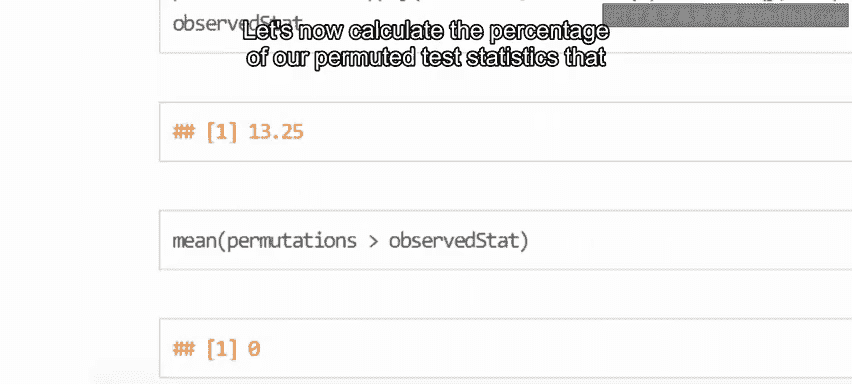 observedStat
Let's now calculate the percentage
of our permuted test statistics that
## [1] 13.25
mean(permutations > observedStat)
## [1] 0